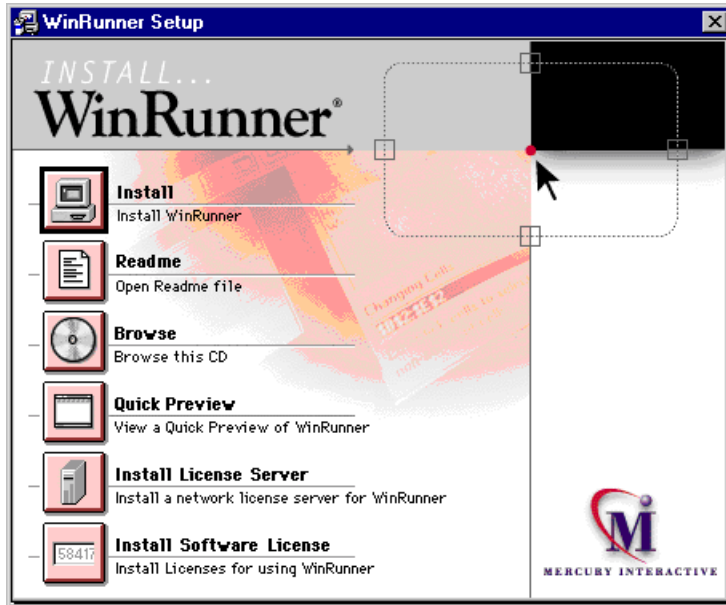 WinRunner Setup
INSTALL...
WinRunner®
Install
Install WinRunner
Readme
Open Readme file
Changing
Browse
Browse this CD
Quick Preview
View a Quick Preview of WinRunner
Install License Server
Install a network license server for WinRunner
58417
Install Software License
Install Licenses for using WinRunner
M
MERCURY INTERACTIVE